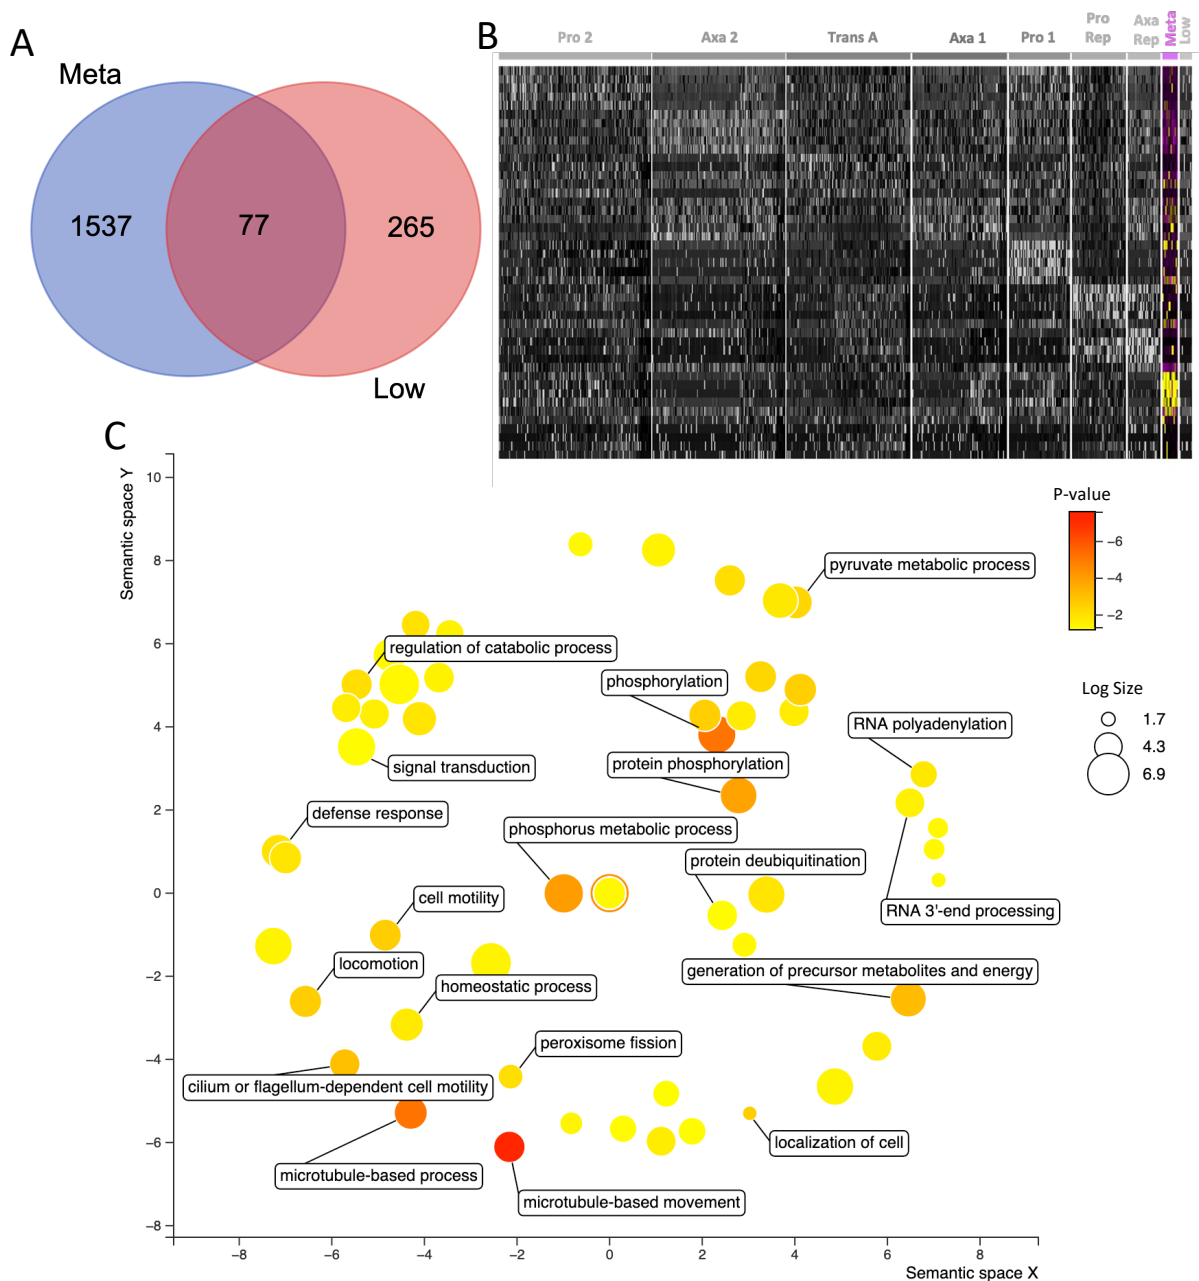 A
Meta
1537
77
265
Low
B
Pro 2
Axa 2
Trans A
Axa 1
Pro 1
Pro
Rep
Axa
Rep
Meta
Low
C
Semantic space Y
10
8
6
4
2
0
−2
−4
−6
−8
−8
−6
−4
−2
0
2
4
6
8
Semantic space X
pyruvate metabolic process
regulation of catabolic process
phosphorylation
RNA polyadenylation
signal transduction
protein phosphorylation
defense response
phosphorus metabolic process
protein deubiquitination
cell motility
RNA 3'-end processing
locomotion
generation of precursor metabolites and energy
homeostatic process
peroxisome fission
cilium or flagellum-dependent cell motility
localization of cell
microtubule-based process
microtubule-based movement
P-value
−6
−4
−2
Log Size
1.7
4.3
6.9